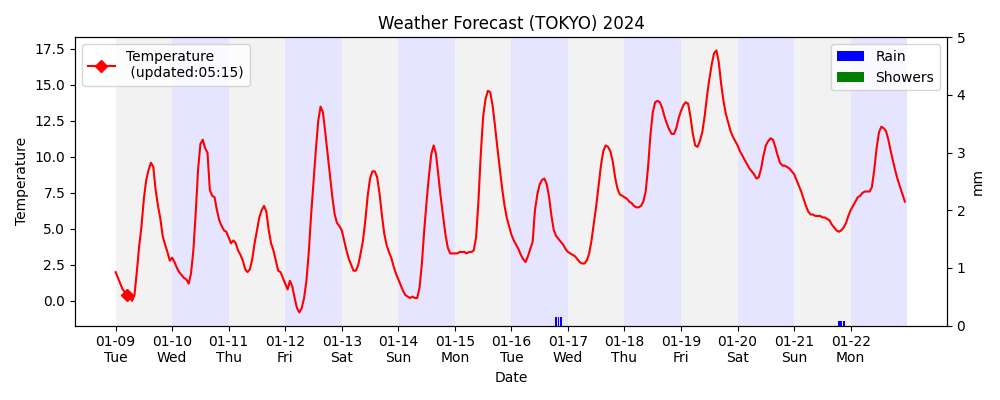 Weather Forecast (TOKYO) 2024
Temperature
(updated:05:15)
Rain
Showers
17.5
15.0
12.5
10.0
7.5
5.0
2.5
0.0
Temperature
5
4
3
2
1
0
mm
01-09 01-10 01-11 01-12 01-13 01-14 01-15 01-16 01-17 01-18 01-19 01-20 01-21 01-22
Tue Wed Thu Fri Sat Sun Mon Tue Wed Thu Fri Sat Sun Mon
Date